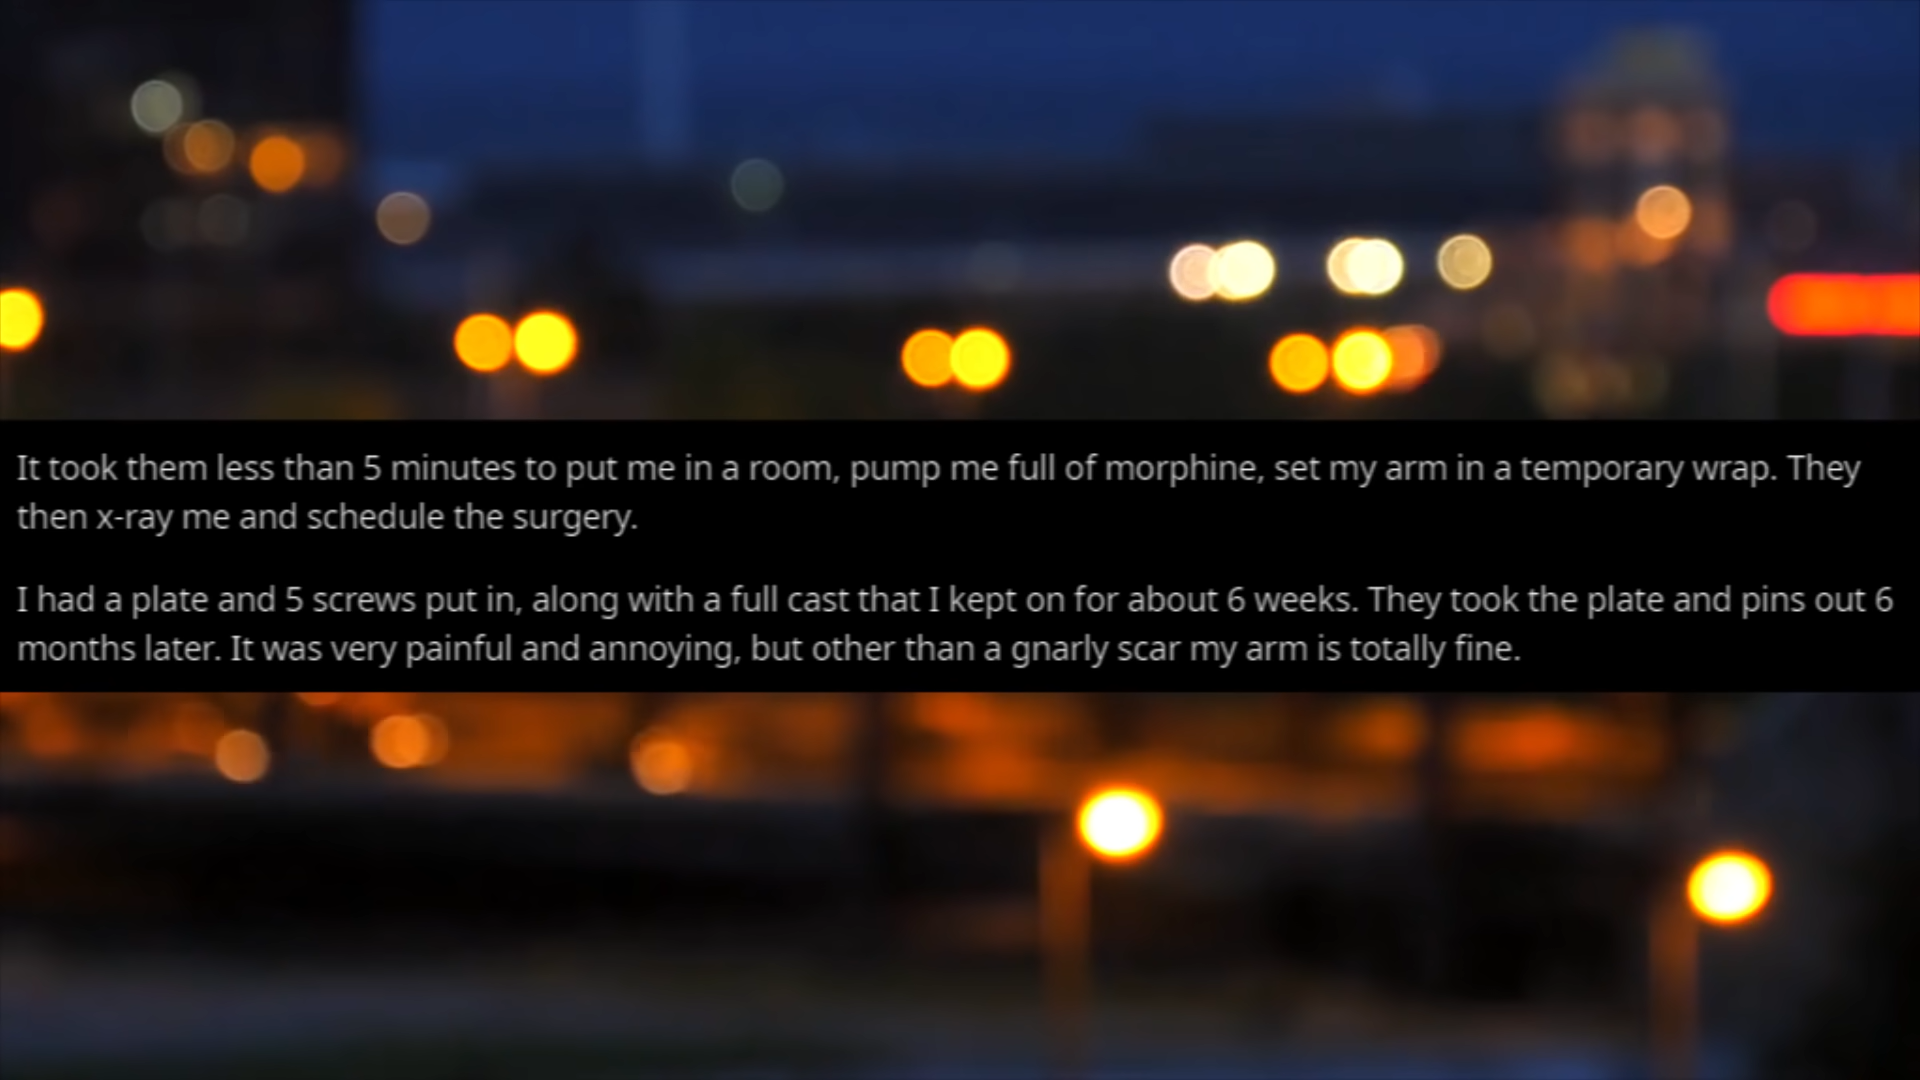 It took them less than 5 minutes to put me in a room, pump me full of morphine, set my arm in a temporary wrap. They
then x-ray me and schedule the surgery.
I had a plate and 5 screws put in, along with a full cast that I kept on for about 6 weeks. They took the plate and pins out 6
months later. It was very painful and annoying, but other than a gnarly scar my arm is totally fine.